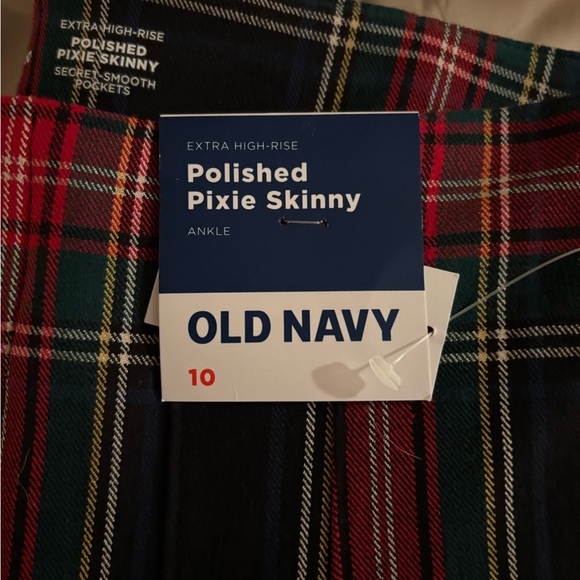 EXTRA HIGH-RISE
POLISHED
PIXIE SKINNY
SECRET-SMOOTH
POCKETS
EXTRA HIGH-RISE
Polished
Pixie Skinny
ANKLE
OLD NAVY
10